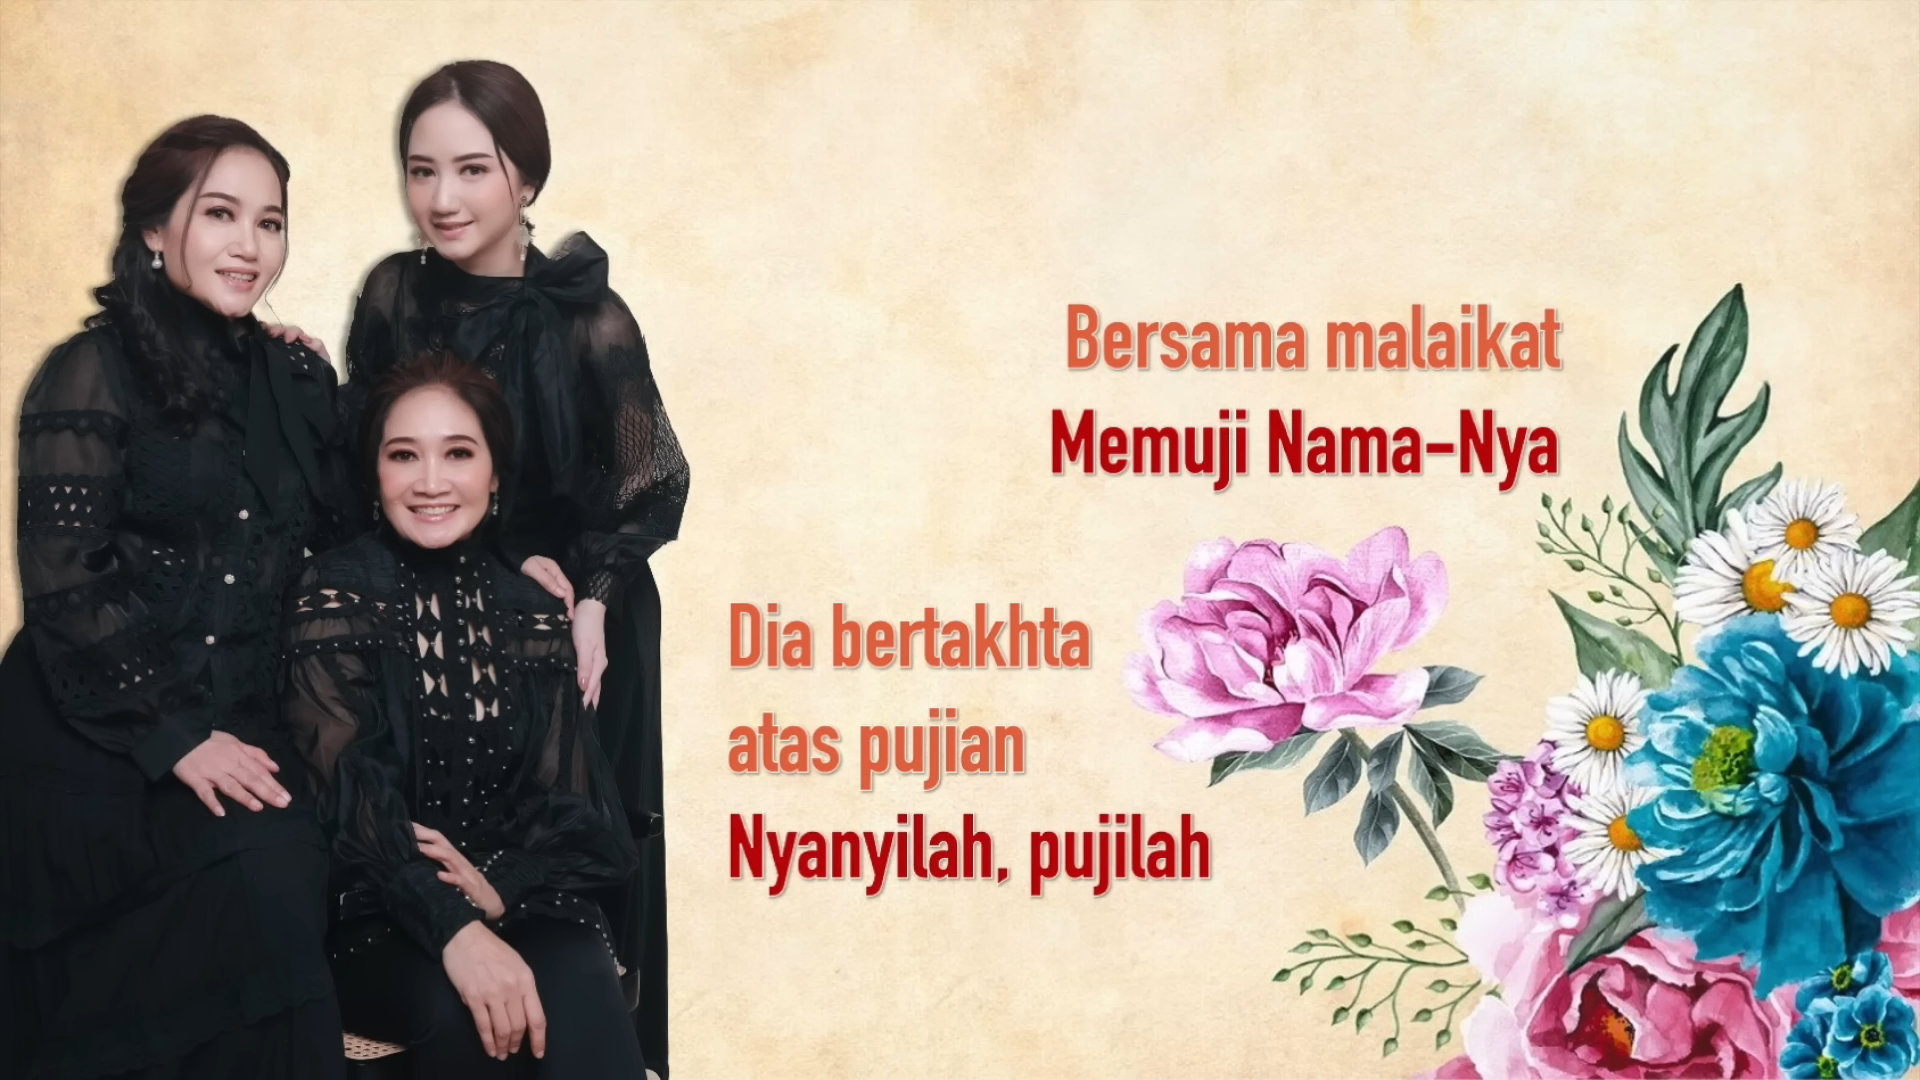 Bersama malaikat
Memuji Nama-Nya
Dia bertakhta
atas pujian
Nyanyilah, pujilah